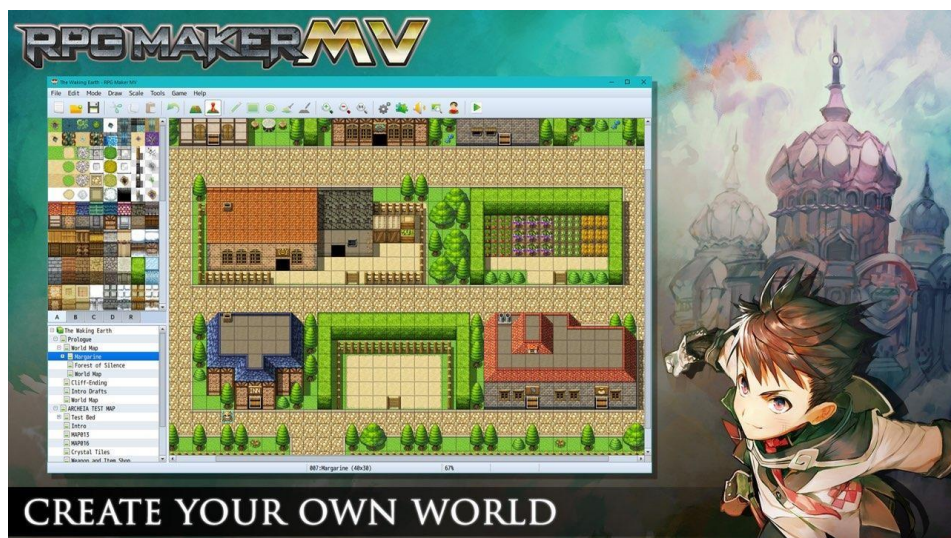 RPG MAKER MV
The Waking Earth - RPG Maker MV
File Edit Mode Draw Scale Tools Game Help
A B C D R
The Waking Earth
Prologue
World Map
Margarine
Forest of Silence
World Map
Cliff-Ending
Intro Drafts
World Map
ARCHEIA TEST MAP
Test Bed
Intro
MAP013
MAP016
Crystal Tiles
Weapon and Item Shop
007:Margarine (40x30) 67%
INN
CREATE YOUR OWN WORLD